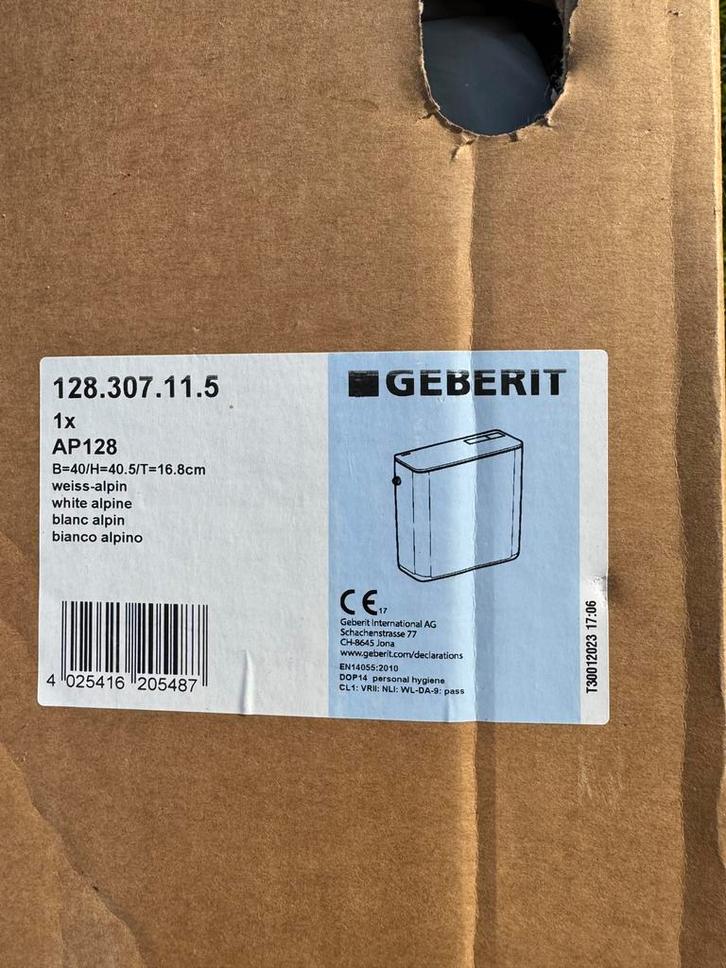 128.307.11.5
1x
AP128
B=40/H=40.5/T=16.8cm
weiss-alpin
white alpine
blanc alpin
bianco alpino
4 025416 205487
GEBERIT
CE 17
Geberit International AG
Schachenstrasse 77
CH-8645 Jona
www.geberit.com/declarations
EN14055:2010
DOP14 personal hygiene
CL1: VRII: NLI: WL-DA-9: pass
T30012023 17:06